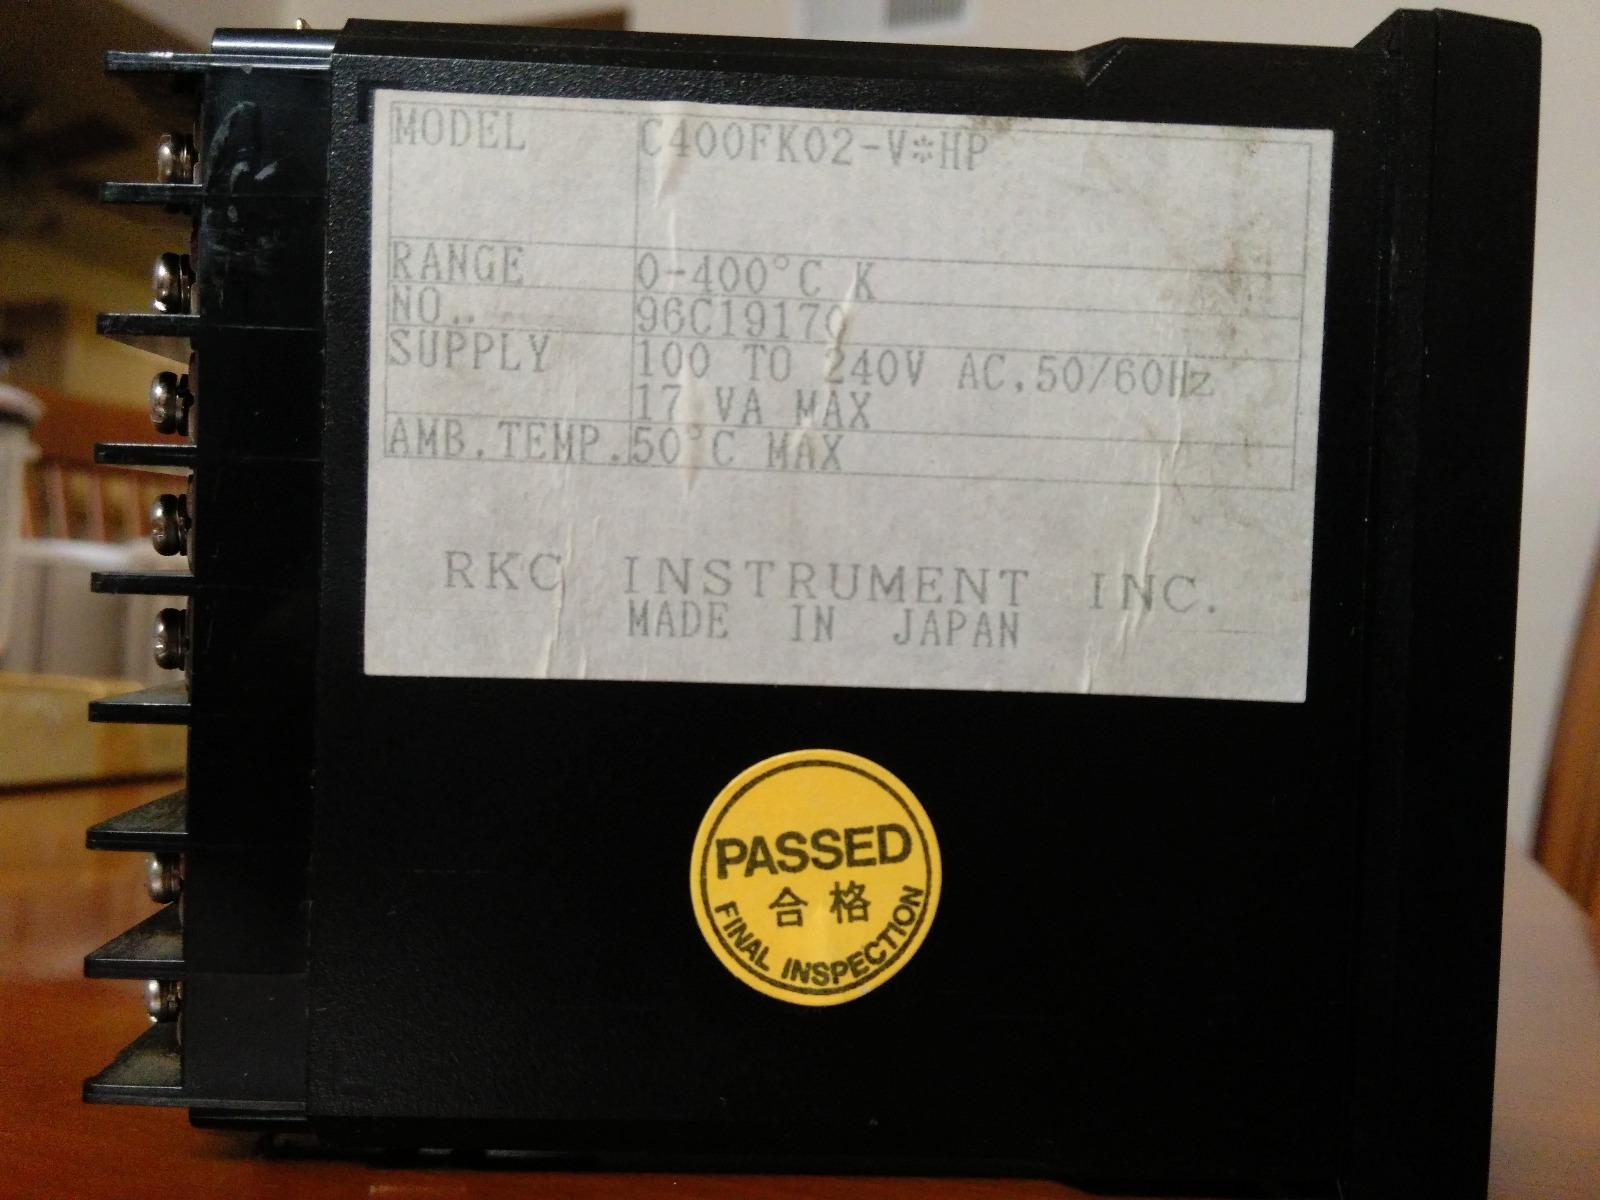 MODEL C400FK02-V*HP
RANGE 0-400°C K
NO. 96C19179
SUPPLY 100 TO 240V AC,50/60Hz
17 VA MAX
AMB.TEMP. 50°C MAX
RKC INSTRUMENT INC.
MADE IN JAPAN
PASSED
合格
FINAL INSPECTION